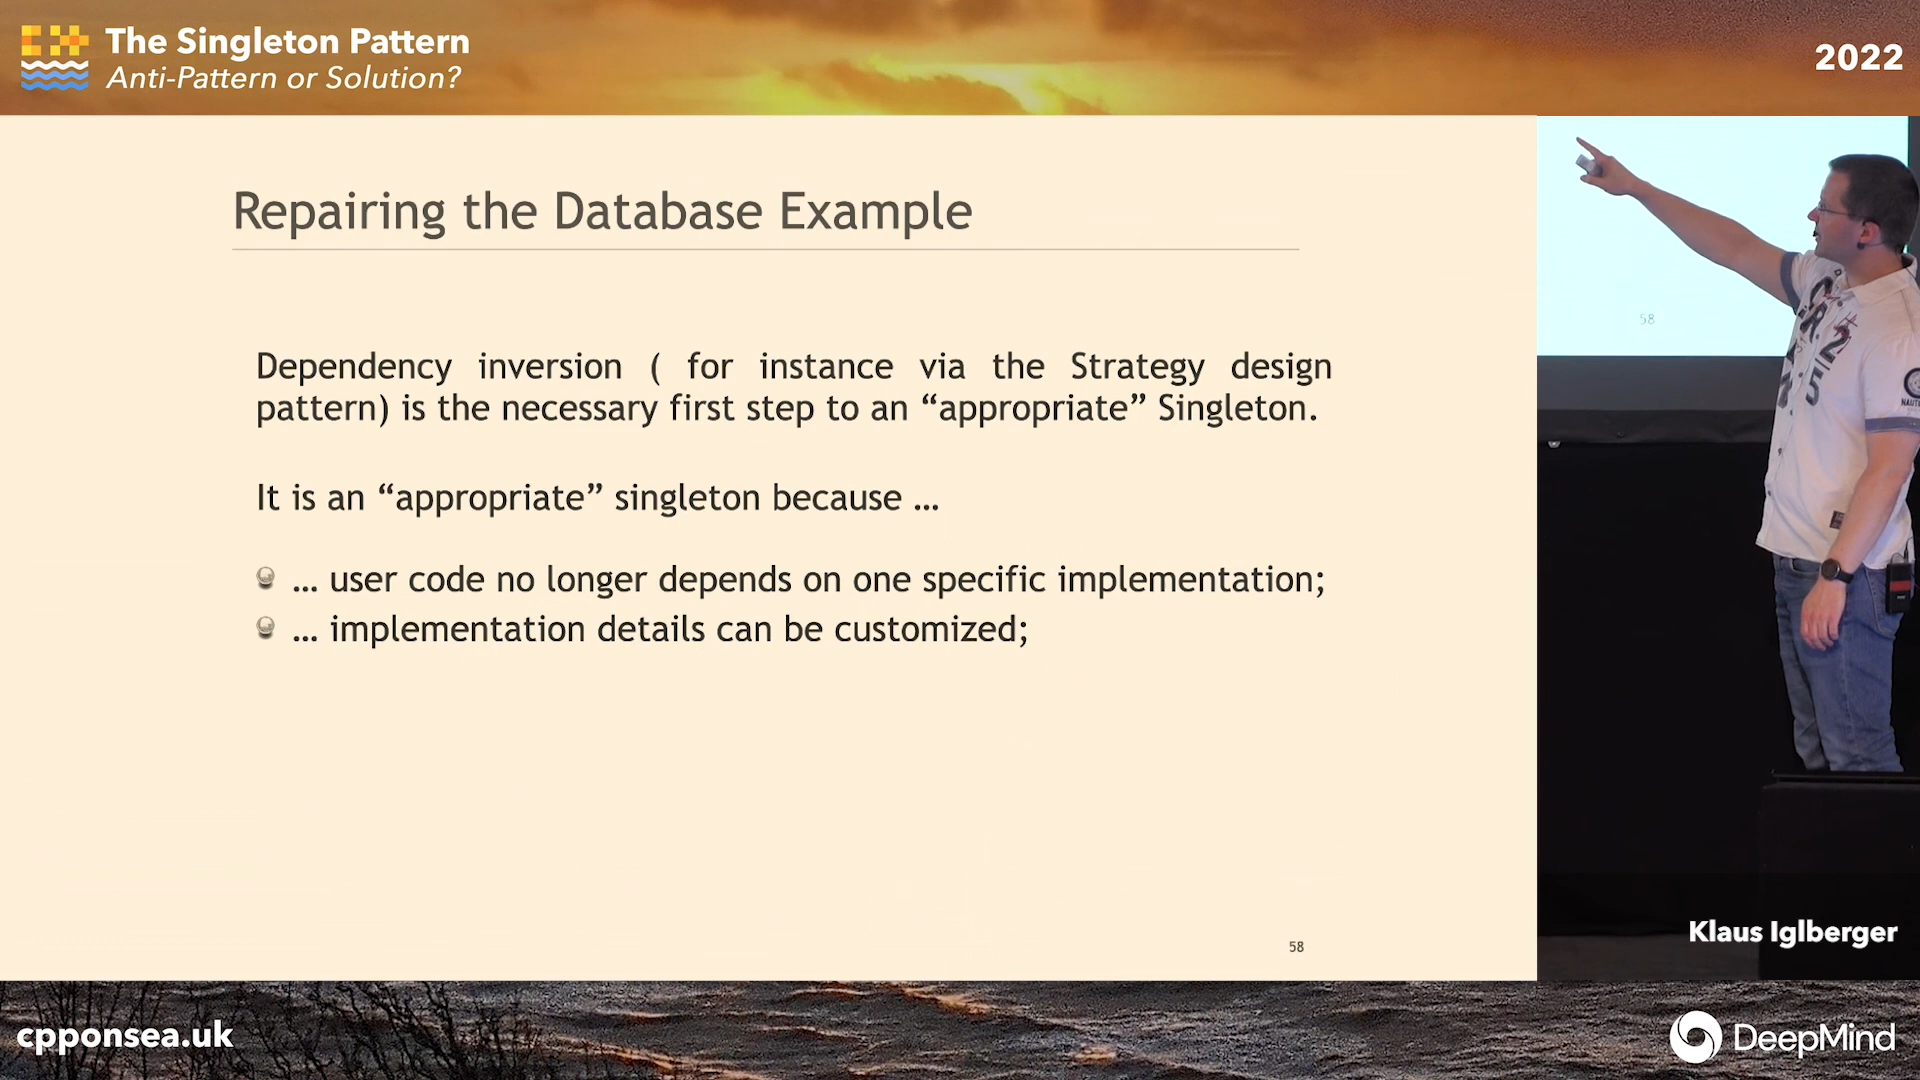 The Singleton Pattern
Anti-Pattern or Solution?
2022
Repairing the Database Example
Dependency inversion ( for instance via the Strategy design
pattern) is the necessary first step to an “appropriate” Singleton.
It is an “appropriate” singleton because …
… user code no longer depends on one specific implementation;
… implementation details can be customized;
58
58
Klaus Iglberger
cpponsea.uk
DeepMind